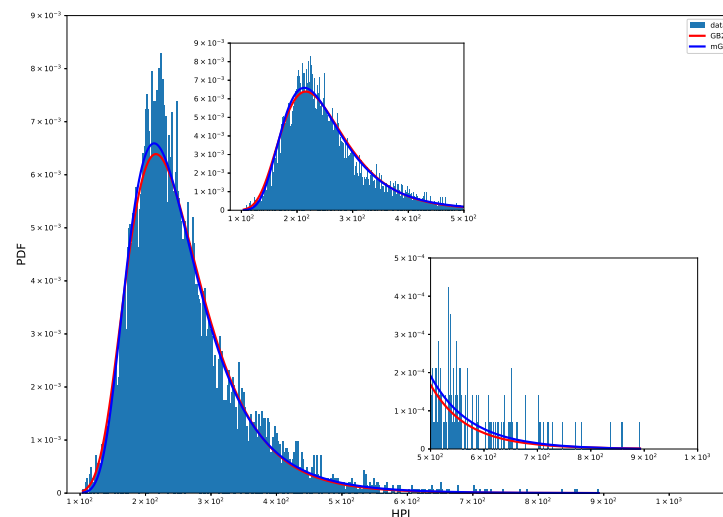 9 × 10⁻³
8 × 10⁻³
7 × 10⁻³
6 × 10⁻³
5 × 10⁻³
4 × 10⁻³
3 × 10⁻³
2 × 10⁻³
1 × 10⁻³
0
PDF
1 × 10²
2 × 10²
3 × 10²
4 × 10²
5 × 10²
6 × 10²
7 × 10²
8 × 10²
9 × 10²
1 × 10³
HPI
9 × 10⁻³
8 × 10⁻³
7 × 10⁻³
6 × 10⁻³
5 × 10⁻³
4 × 10⁻³
3 × 10⁻³
2 × 10⁻³
1 × 10⁻³
0
1 × 10²
2 × 10²
3 × 10²
4 × 10²
5 × 10²
5 × 10⁻⁴
4 × 10⁻⁴
3 × 10⁻⁴
2 × 10⁻⁴
1 × 10⁻⁴
0
5 × 10²
6 × 10²
7 × 10²
8 × 10²
9 × 10²
1 × 10³